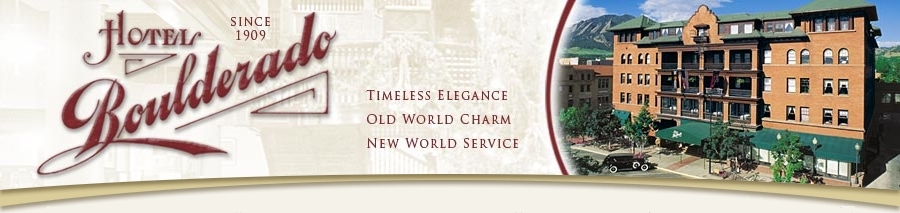 Hotel
Boulderado
SINCE
1909
Timeless Elegance
Old World Charm
New World Service